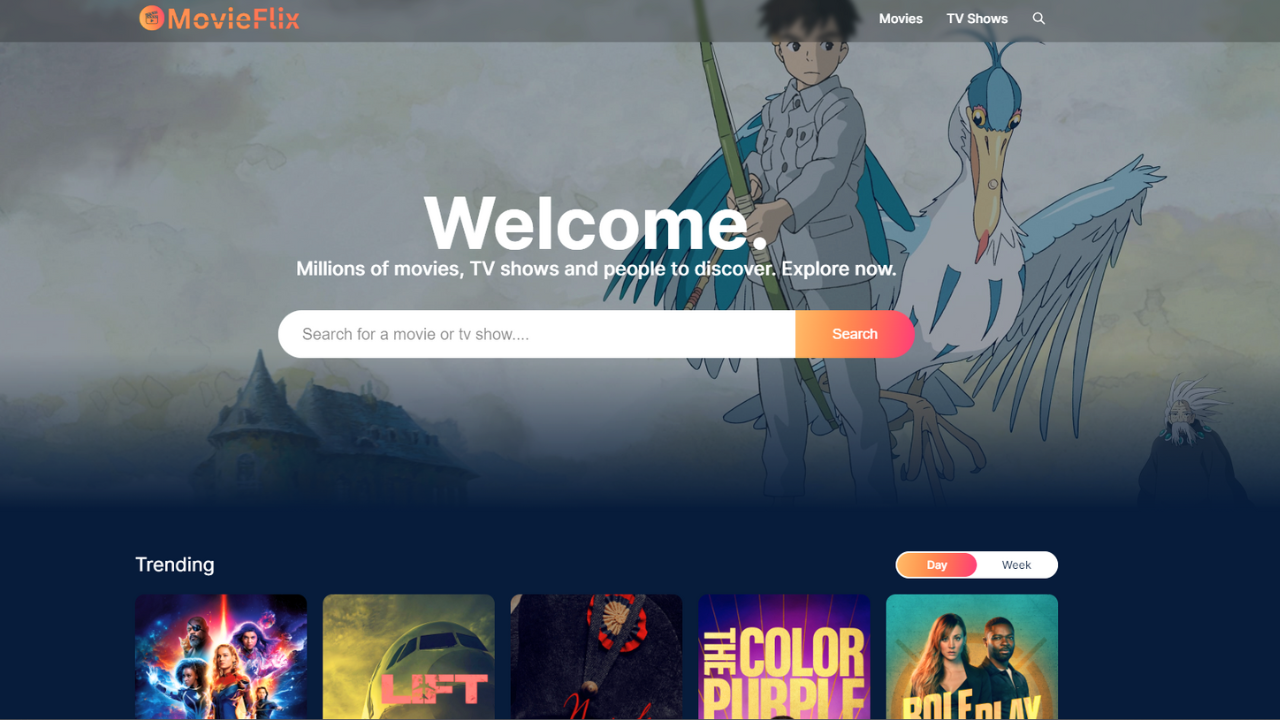 MovieFlix
Movies
TV Shows
Welcome.
Millions of movies, TV shows and people to discover. Explore now.
Search for a movie or tv show....
Search
Trending
Day
Week
LIFT
THE COLOR
PURPLE
ROLE PLAY